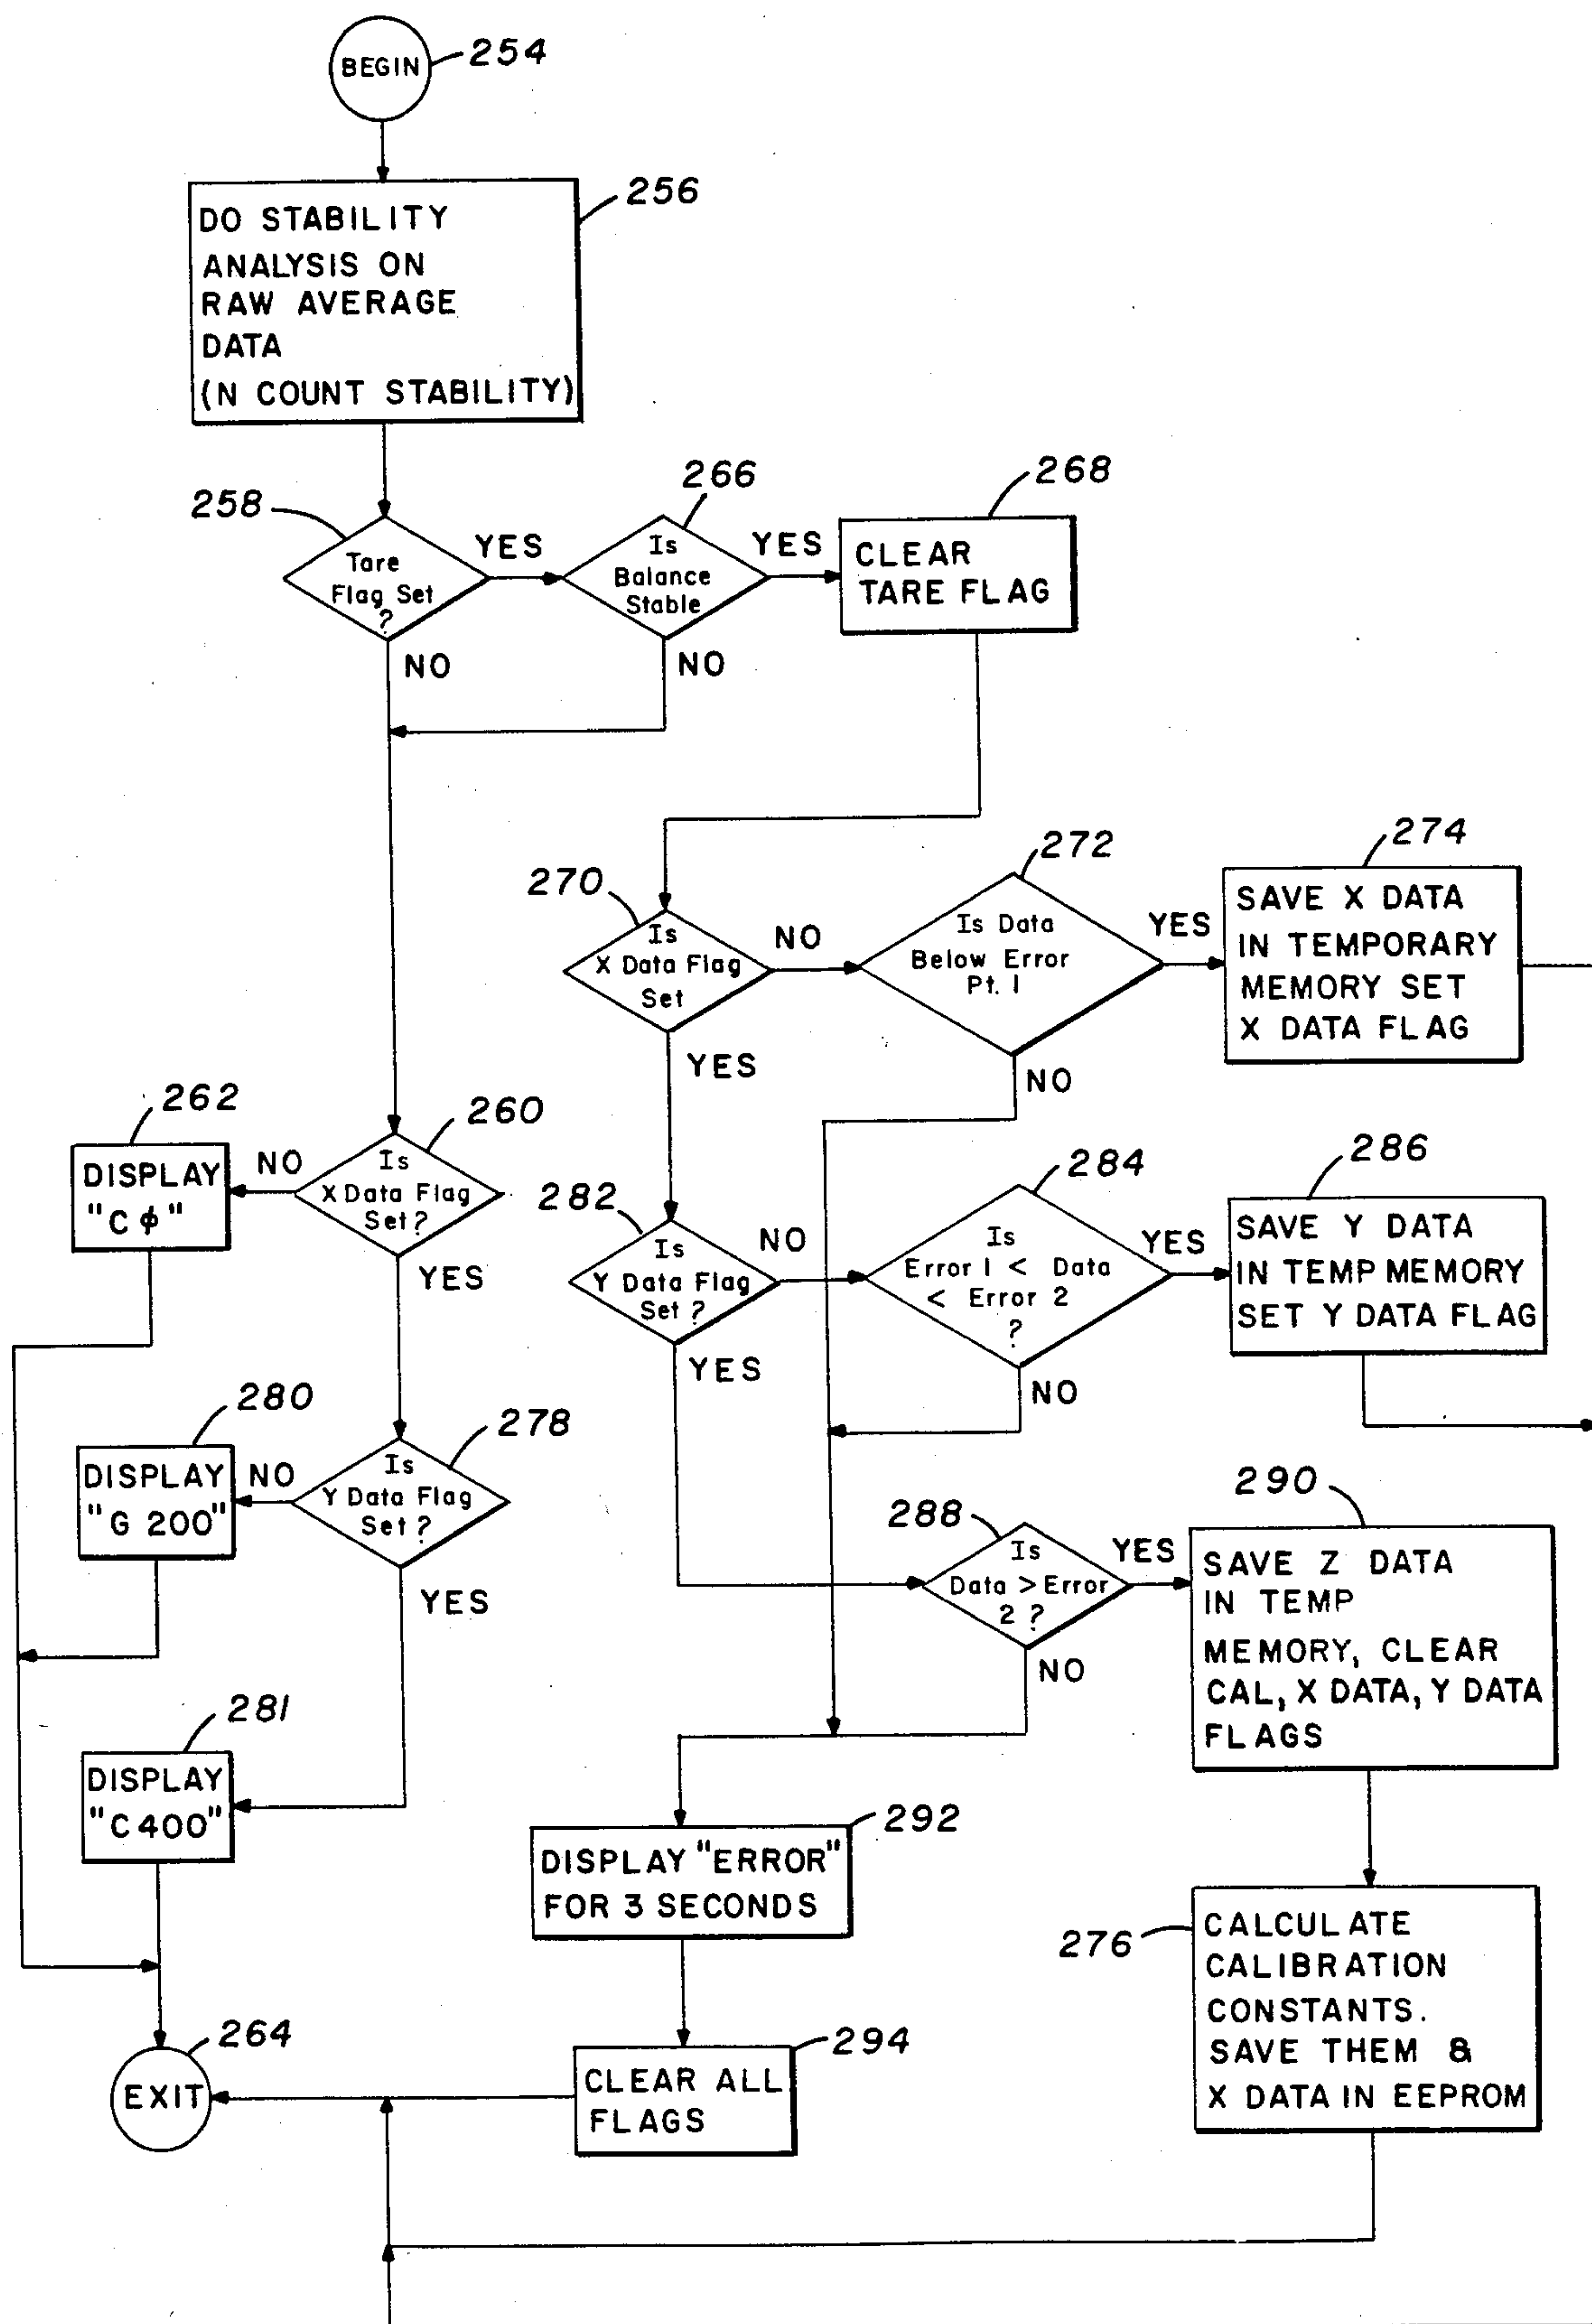 BEGIN
254
256
DO STABILITY
ANALYSIS ON
RAW AVERAGE
DATA
(N COUNT STABILITY)
258
Tare
Flag Set
?
YES
NO
266
Is
Balance
Stable
YES
NO
268
CLEAR
TARE FLAG
270
Is
X Data Flag
Set
NO
YES
272
Is Data
Below Error
Pt. 1
YES
NO
274
SAVE X DATA
IN TEMPORARY
MEMORY SET
X DATA FLAG
262
DISPLAY
"C ϕ"
NO
260
Is
X Data Flag
Set?
YES
282
Is
Y Data Flag
Set?
NO
YES
284
Is
Error 1 < Data
< Error 2
?
YES
NO
286
SAVE Y DATA
IN TEMP MEMORY
SET Y DATA FLAG
280
DISPLAY
"G 200"
NO
278
Is
Y Data Flag
Set?
YES
288
Is
Data > Error
2 ?
YES
NO
290
SAVE Z DATA
IN TEMP
MEMORY, CLEAR
CAL, X DATA, Y DATA
FLAGS
281
DISPLAY
"C400"
292
DISPLAY "ERROR"
FOR 3 SECONDS
276
CALCULATE
CALIBRATION
CONSTANTS.
SAVE THEM &
X DATA IN EEPROM
264
EXIT
294
CLEAR ALL
FLAGS